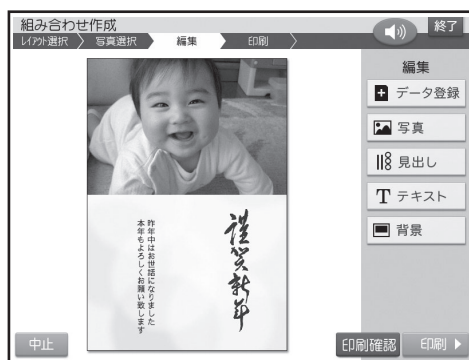 組み合わせ作成
終了
レイアウト選択
写真選択
編集
印刷
編集
データ登録
写真
見出し
T テキスト
背景
謹賀新年
昨年中はお世話になりました
本年もよろしくお願い致します
中止
印刷確認
印刷